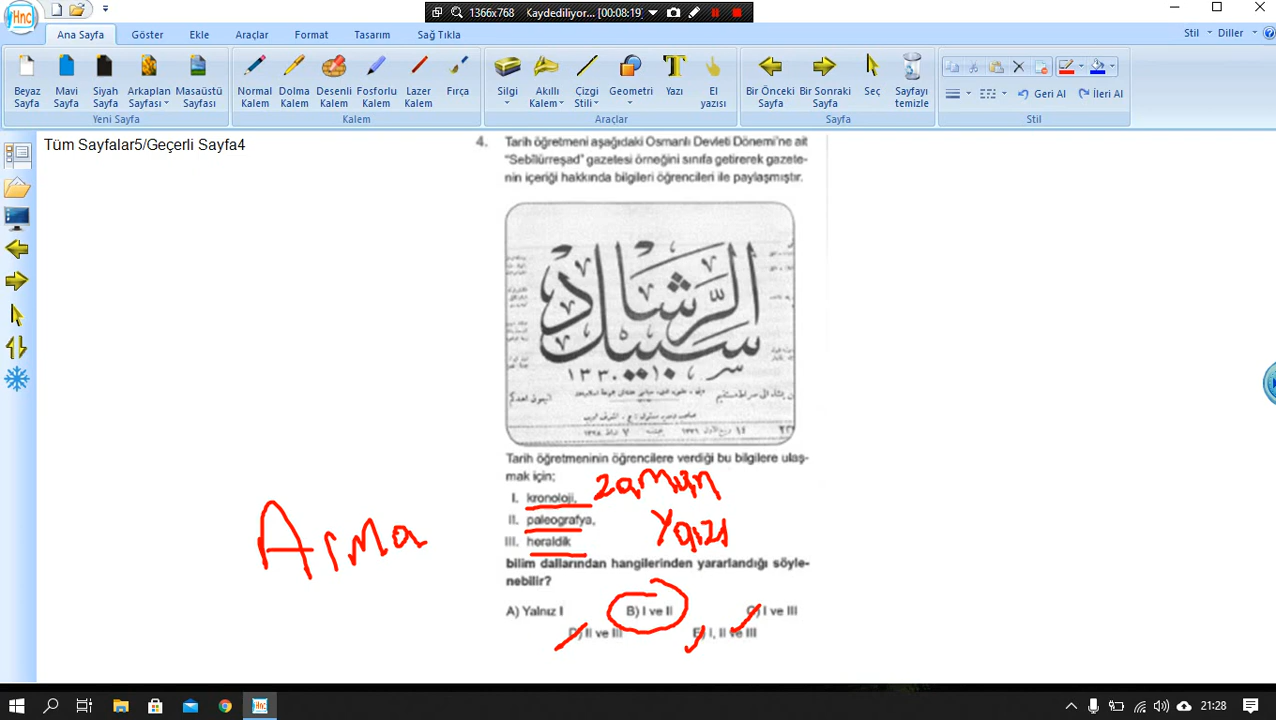 1366x768 Kaydediliyor... [00:08:19]
Ana Sayfa Göster Ekle Araçlar Format Tasarım Sağ Tıkla Stil Diller
Beyaz Sayfa Mavi Sayfa Siyah Sayfa Arkaplan Sayfası Masaüstü Sayfası
Normal Kalem Dolma Kalem Desenli Kalem Fosforlu Kalem Lazer Kalem Fırça
Silgi Akıllı Kalem Çizgi Stili Geometri Yazı El yazısı
Bir Önceki Sayfa Bir Sonraki Sayfa Seç Sayfayı temizle
Geri Al İleri Al
Yeni Sayfa Kalem Araçlar Sayfa Stil
Tüm Sayfalar5/Geçerli Sayfa4
4. Tarih öğretmeni aşağıdaki Osmanlı Devleti Dönemi'ne ait
"Sebîlürreşad" gazetesi örneğini sınıfa getirerek gazete-
nin içeriği hakkında bilgileri öğrencileri ile paylaşmıştır.
سبيل الرشاد
Tarih öğretmeninin öğrencilere verdiği bu bilgilere ulaş-
mak için;
I. kronoloji, zaman
II. paleografya, Yazı
III. heraldik
Arma
bilim dallarından hangilerinden yararlandığı söyle-
nebilir?
A) Yalnız I B) I ve II C) I ve III
D) II ve III E) I, II ve III
21:28